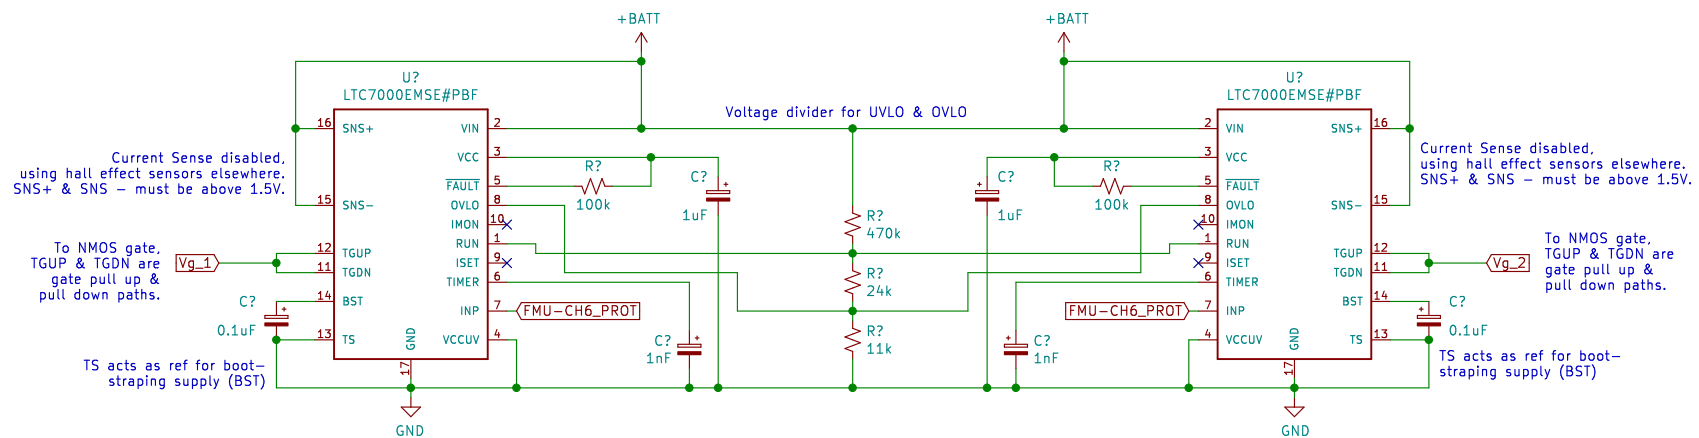 +BATT
+BATT
U?
LTC7000EMSE#PBF
Voltage divider for UVLO & OVLO
U?
LTC7000EMSE#PBF
16
SNS+
VIN
2
2
VIN
SNS+
16
Current Sense disabled,
using hall effect sensors elsewhere.
SNS+ & SNS - must be above 1.5V.
VCC
3
3
VCC
Current Sense disabled,
using hall effect sensors elsewhere.
SNS+ & SNS - must be above 1.5V.
FAULT
5
R?
100k
C?
1uF
C?
1uF
R?
100k
5
FAULT
15
SNS-
OVLO
8
8
OVLO
SNS-
15
IMON
10
R?
470k
10
IMON
To NMOS gate,
TGUP & TGDN are
gate pull up &
pull down paths.
Vg_1
12
TGUP
RUN
1
1
RUN
TGUP
12
Vg_2
To NMOS gate,
TGUP & TGDN are
gate pull up &
pull down paths.
11
TGDN
ISET
9
9
ISET
TGDN
11
TIMER
6
R?
24k
6
TIMER
C?
0.1uF
14
BST
INP
7
FMU-CH6_PROT
FMU-CH6_PROT
7
INP
BST
14
C?
0.1uF
13
TS
VCCUV
4
C?
1nF
R?
11k
C?
1nF
4
VCCUV
TS
13
TS acts as ref for boot-
straping supply (BST)
GND
17
GND
17
TS acts as ref for boot-
straping supply (BST)
GND
GND